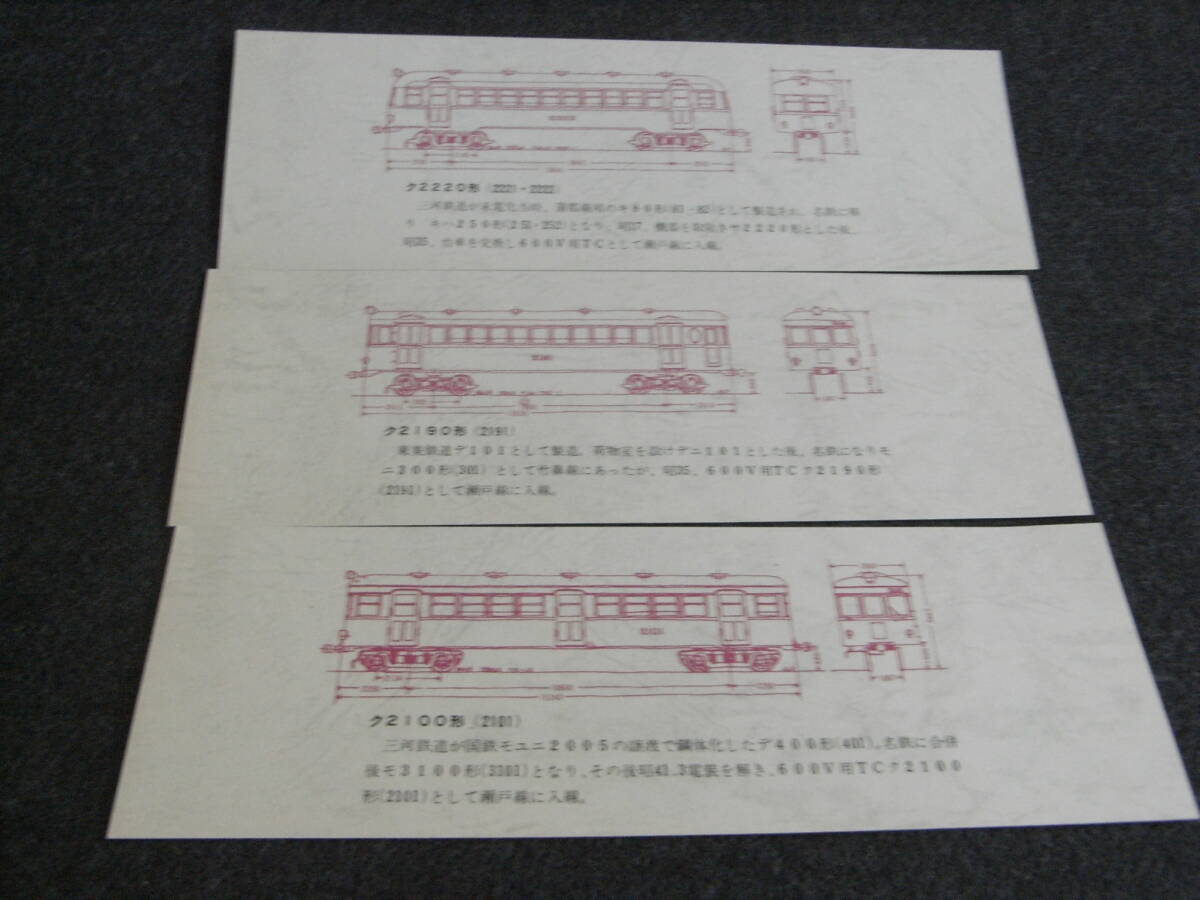 ク2220形 (2221・2222)
三河鉄道が未電化当時、蒲郡線用のキ80形(81・82)として製造され、名鉄に移
り キハ250形(251・252)となり、昭37、機器を取除きサ2220形とした後、
昭35、台車を交換し600V用TCとして瀬戸線に入線。
ク2190形 (2191)
東美鉄道デ101として製造。荷物室を設けデニ101とした後、名鉄になりモ
ニ300形(301)として竹鼻線にあったが、昭35、600V用TCク2190形
(2191)として瀬戸線に入線。
ク2100形 (2101)
三河鉄道が国鉄モユニ2005の譲渡で鋼体化したデ400形(401)。名鉄に合併
後モ3100形(3101)となり、その後昭41.3電装を解き、600V用TCク2100
形(2101)として瀬戸線に入線。